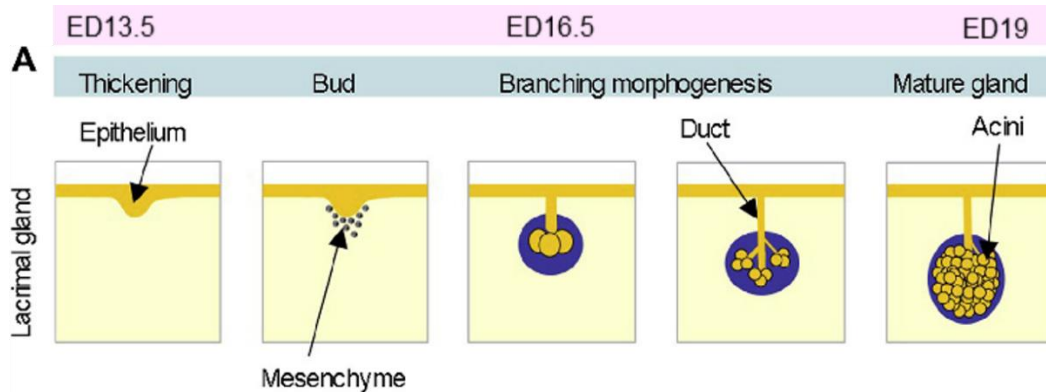 ED13.5 ED16.5 ED19
A
Thickening Bud Branching morphogenesis Mature gland
Epithelium Duct Acini
Lacrimal gland
Mesenchyme